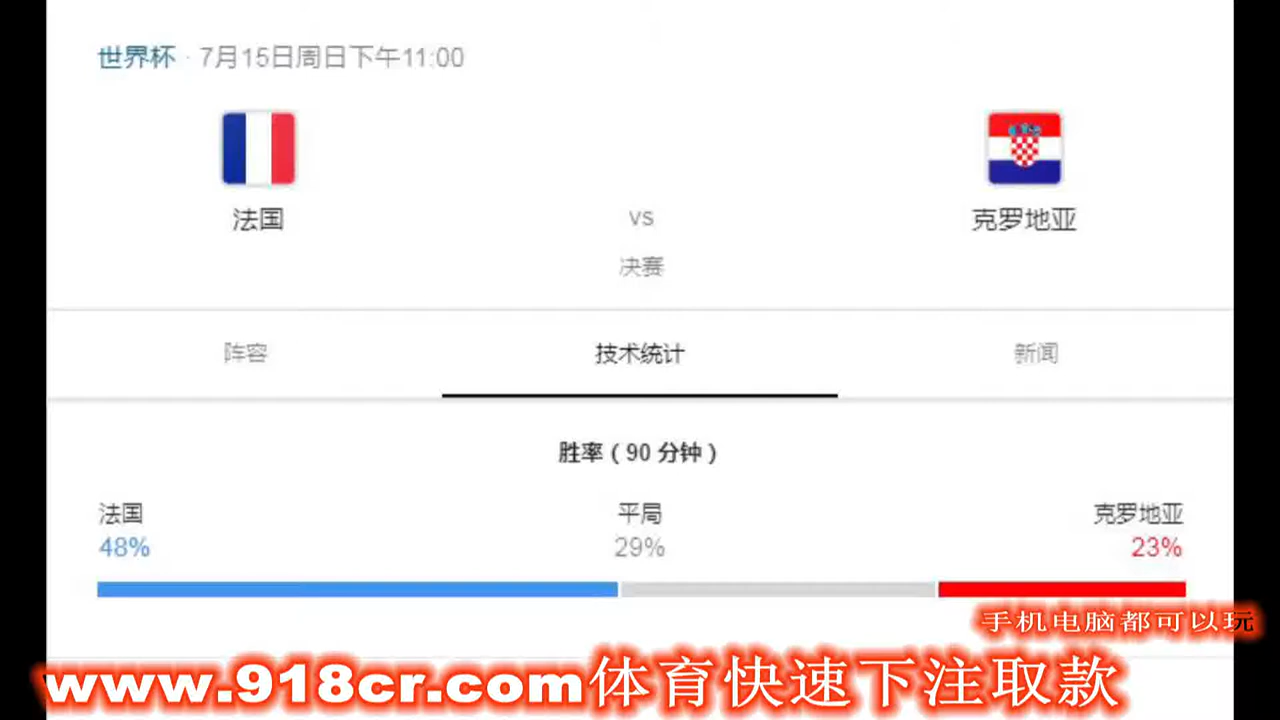 世界杯 · 7月15日周日下午11:00
法国
vs
克罗地亚
决赛
阵容
技术统计
新闻
胜率（90 分钟）
法国
平局
克罗地亚
48%
29%
23%
手机电脑都可以玩
www.918cr.com体育快速下注取款